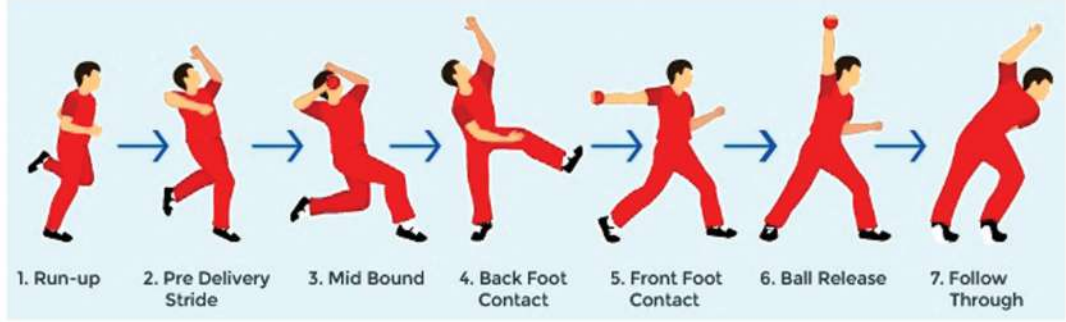 1. Run-up
2. Pre Delivery
Stride
3. Mid Bound
4. Back Foot
Contact
5. Front Foot
Contact
6. Ball Release
7. Follow
Through